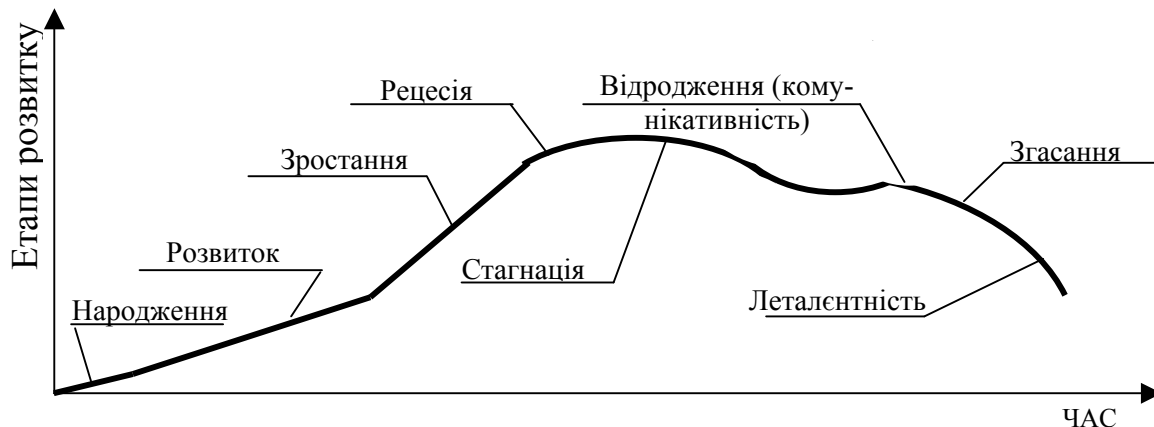 Етапи розвитку
Рецесія
Відродження (кому-
нікативність)
Зростання
Згасання
Розвиток
Стагнація
Народження
Леталєнтність
ЧАС